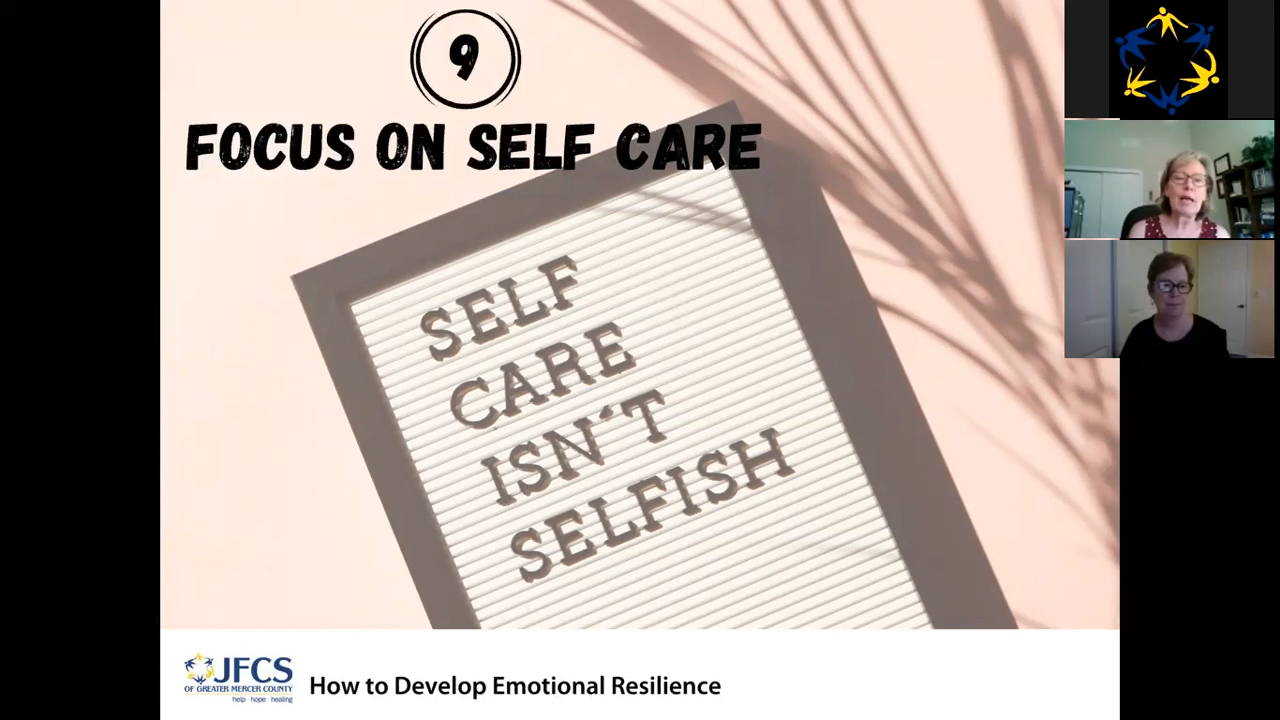 9
FOCUS ON SELF CARE
SELF
CARE
ISN´T
SELFISH
JFCS
OF GREATER MERCER COUNTY
help · hope · healing
How to Develop Emotional Resilience